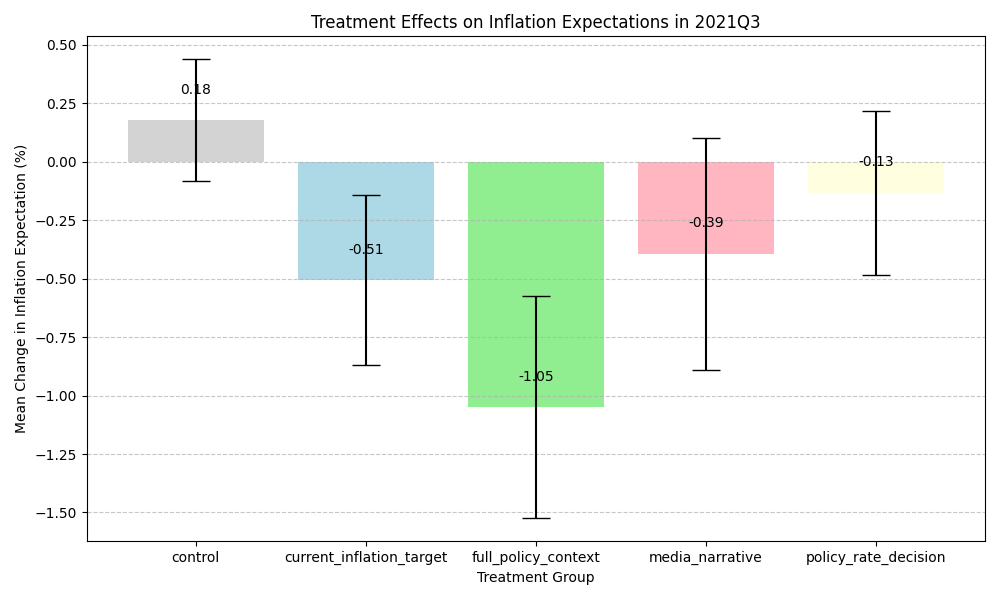 Treatment Effects on Inflation Expectations in 2021Q3
Mean Change in Inflation Expectation (%)
0.50
0.25
0.00
−0.25
−0.50
−0.75
−1.00
−1.25
−1.50
0.18
-0.51
-1.05
-0.39
-0.13
control
current_inflation_target
full_policy_context
media_narrative
policy_rate_decision
Treatment Group